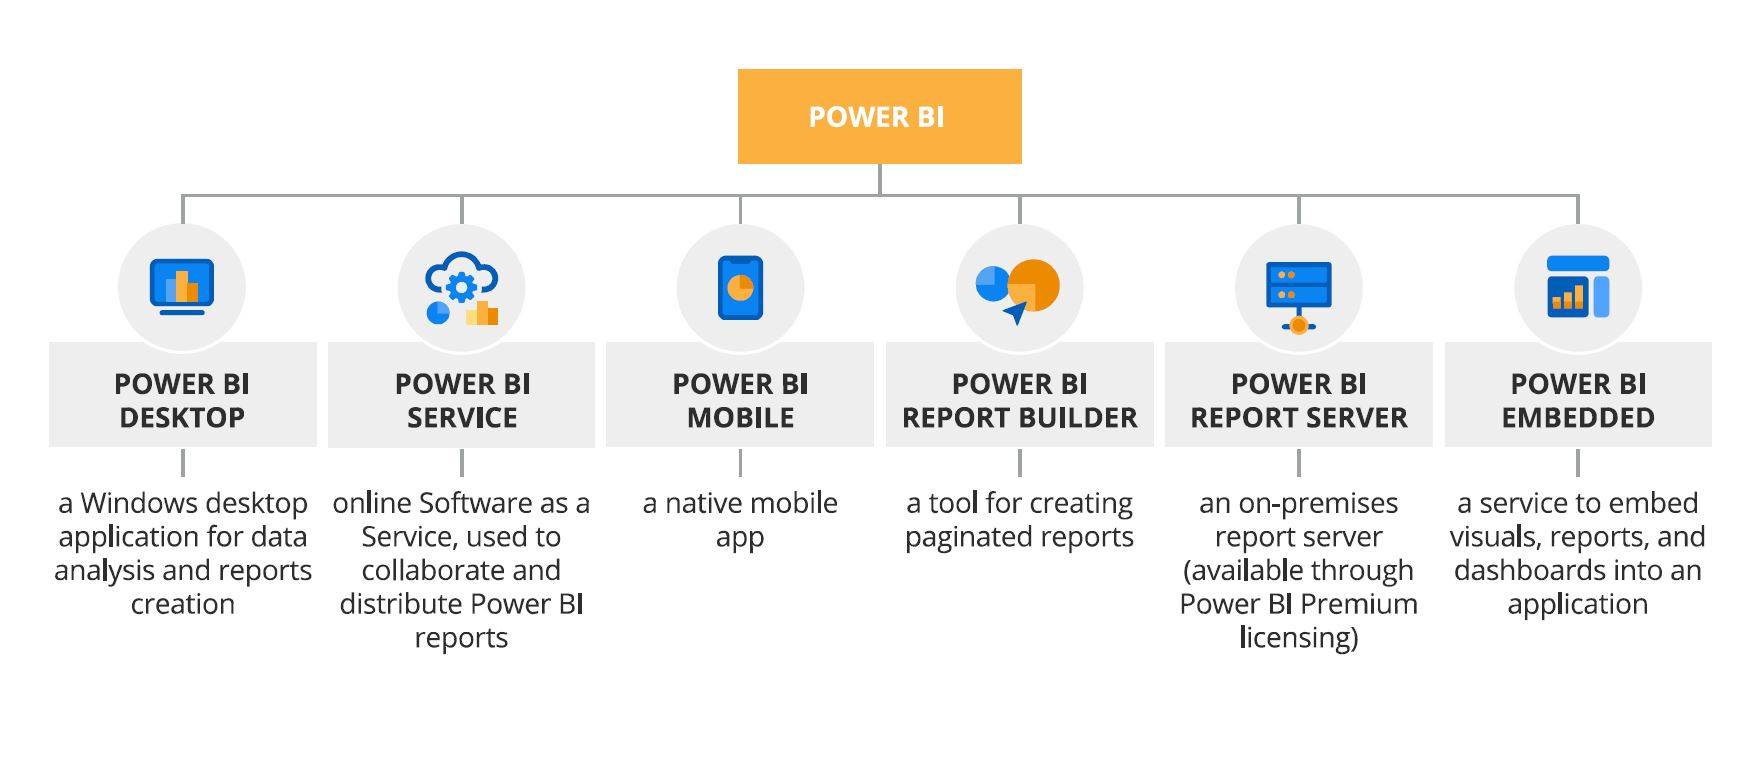 POWER BI
POWER BI
DESKTOP
a Windows desktop
application for data
analysis and reports
creation
POWER BI
SERVICE
online Software as a
Service, used to
collaborate and
distribute Power BI
reports
POWER BI
MOBILE
a native mobile
app
POWER BI
REPORT BUILDER
a tool for creating
paginated reports
POWER BI
REPORT SERVER
an on-premises
report server
(available through
Power BI Premium
licensing)
POWER BI
EMBEDDED
a service to embed
visuals, reports, and
dashboards into an
application